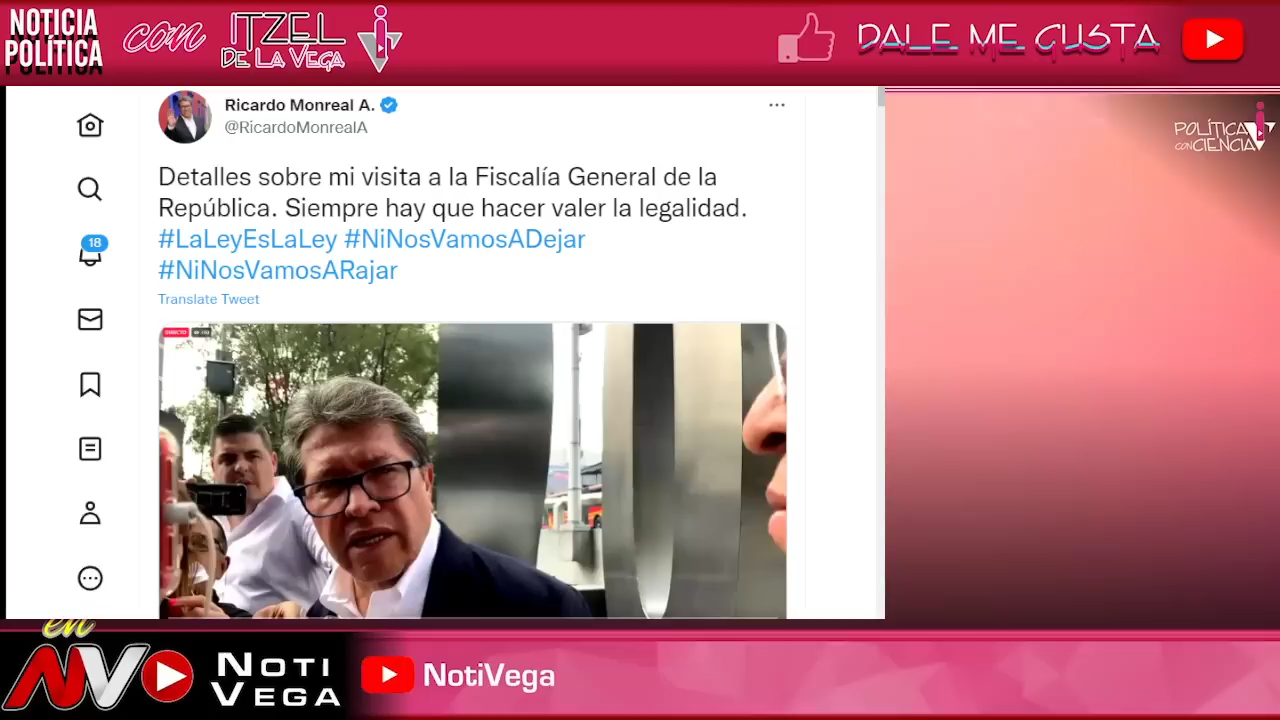 NOTICIA
POLÍTICA
con
ITZEL
DE LA VEGA
DALE ME GUSTA
Ricardo Monreal A.
@RicardoMonrealA
POLÍTICA
CON CIENCIA
Detalles sobre mi visita a la Fiscalía General de la
República. Siempre hay que hacer valer la legalidad.
#LaLeyEsLaLey #NiNosVamosADejar
#NiNosVamosARajar
18
Translate Tweet
DIRECTO
en
NV
NOTI
VEGA
NotiVega